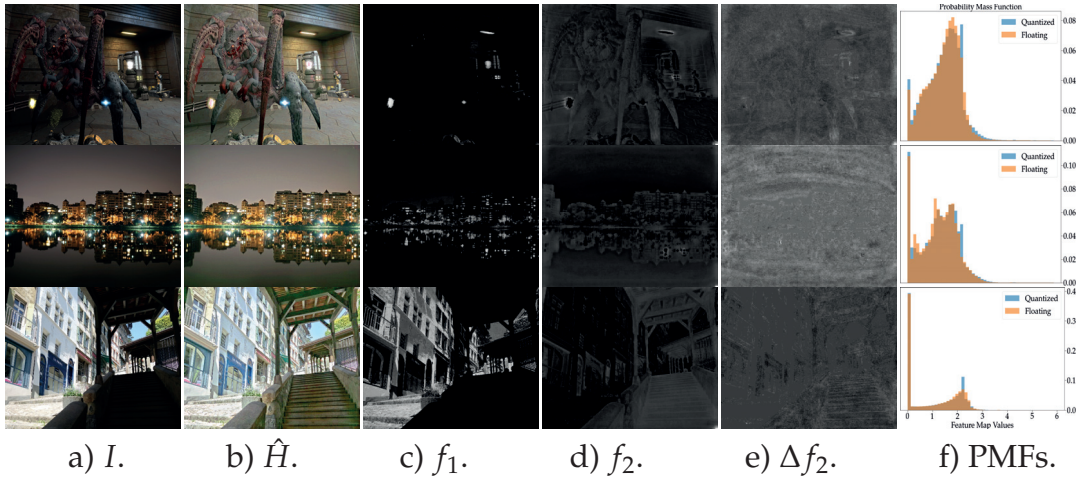 Probability Mass Function
Quantized
Floating
0.08
0.06
0.04
0.02
0.00
Quantized
Floating
0.10
0.08
0.06
0.04
0.02
0.00
Quantized
Floating
0.4
0.3
0.2
0.1
0.0
0 1 2 3 4 5 6
Feature Map Values
a) I. b) Ĥ. c) f₁. d) f₂. e) Δf₂. f) PMFs.